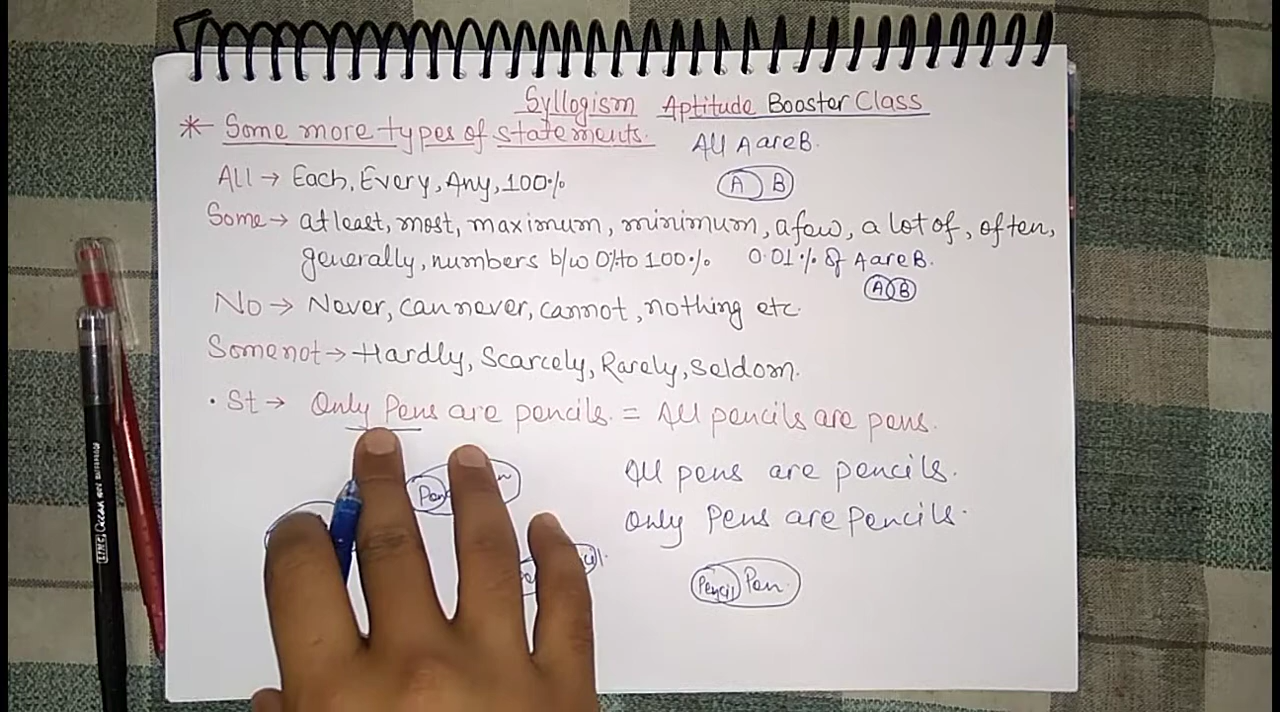 Syllogism Aptitude Booster Class
* Some more types of statements.
All A are B.
All → Each, Every, Any, 100%
A B
Some → atleast, most, maximum, minimum, a few, a lot of, often,
generally, numbers b/w 0% to 100% 0.01% of A are B.
A B
No → Never, can never, cannot, nothing etc.
Some not → Hardly, Scarcely, Rarely, Seldom.
• St → Only Pens are pencils. = All pencils are pens.
All pens are pencils.
Only Pens are Pencils.
Pencil Pen.
LINC